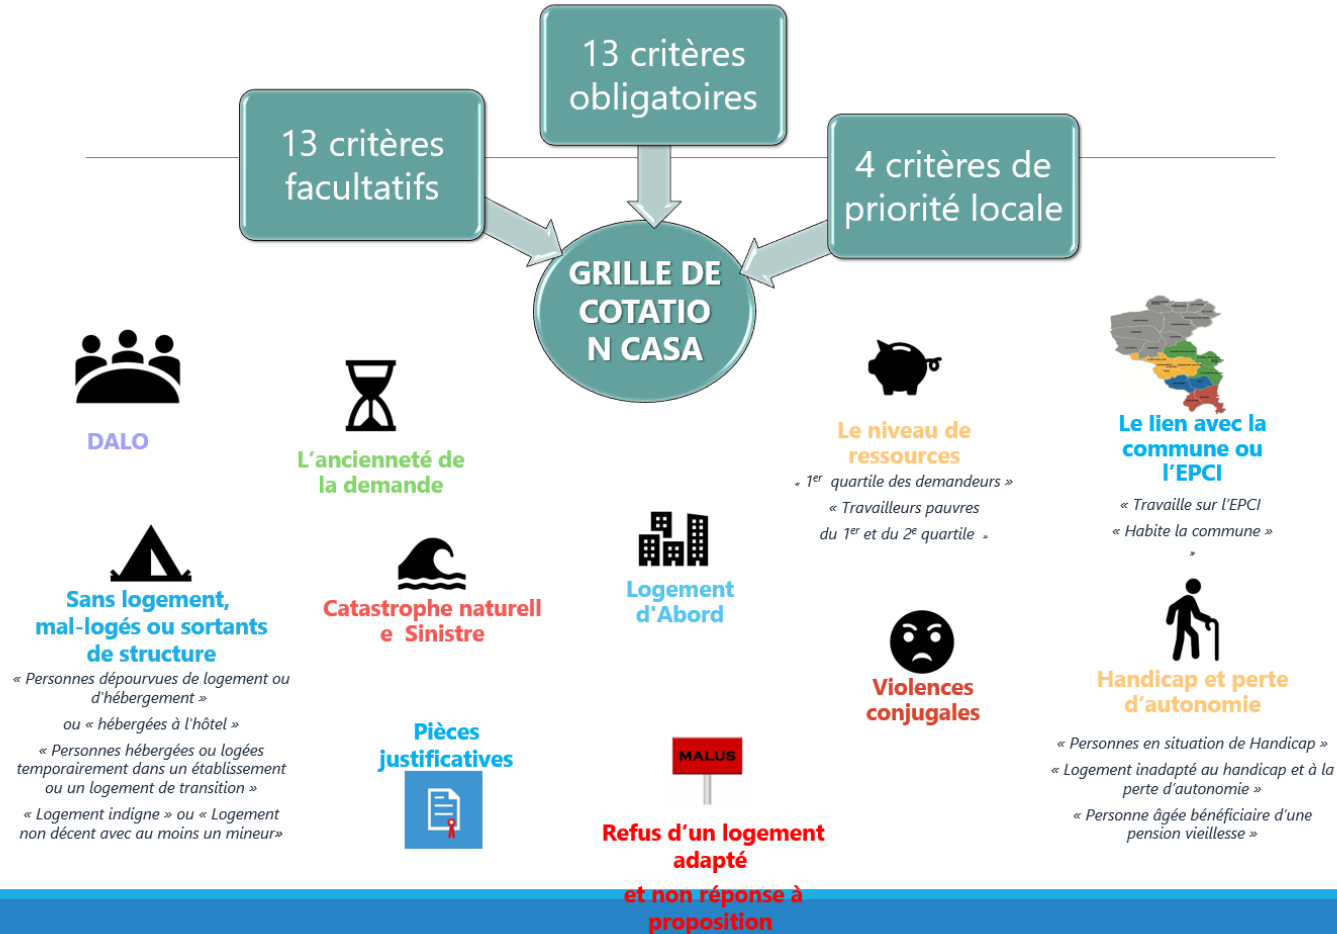 13 critères
obligatoires
13 critères
facultatifs
4 critères de
priorité locale
GRILLE DE
COTATIO
N CASA
DALO
L’ancienneté de
la demande
Le niveau de
ressources
« 1er quartile des demandeurs »
« Travailleurs pauvres
du 1er et du 2e quartile »
Le lien avec la
commune ou
l’EPCI
« Travaille sur l’EPCI
« Habite la commune »
»
Sans logement,
mal-logés ou sortants
de structure
« Personnes dépourvues de logement ou
d'hébergement »
ou « hébergées à l'hôtel »
« Personnes hébergées ou logées
temporairement dans un établissement
ou un logement de transition »
« Logement indigne » ou « Logement
non décent avec au moins un mineur»
Catastrophe naturell
e Sinistre
Logement
d'Abord
Violences
conjugales
Handicap et perte
d’autonomie
« Personnes en situation de Handicap »
« Logement inadapté au handicap et à la
perte d’autonomie »
« Personne âgée bénéficiaire d’une
pension vieillesse »
Pièces
justificatives
MALUS
Refus d’un logement
adapté
et non réponse à
proposition